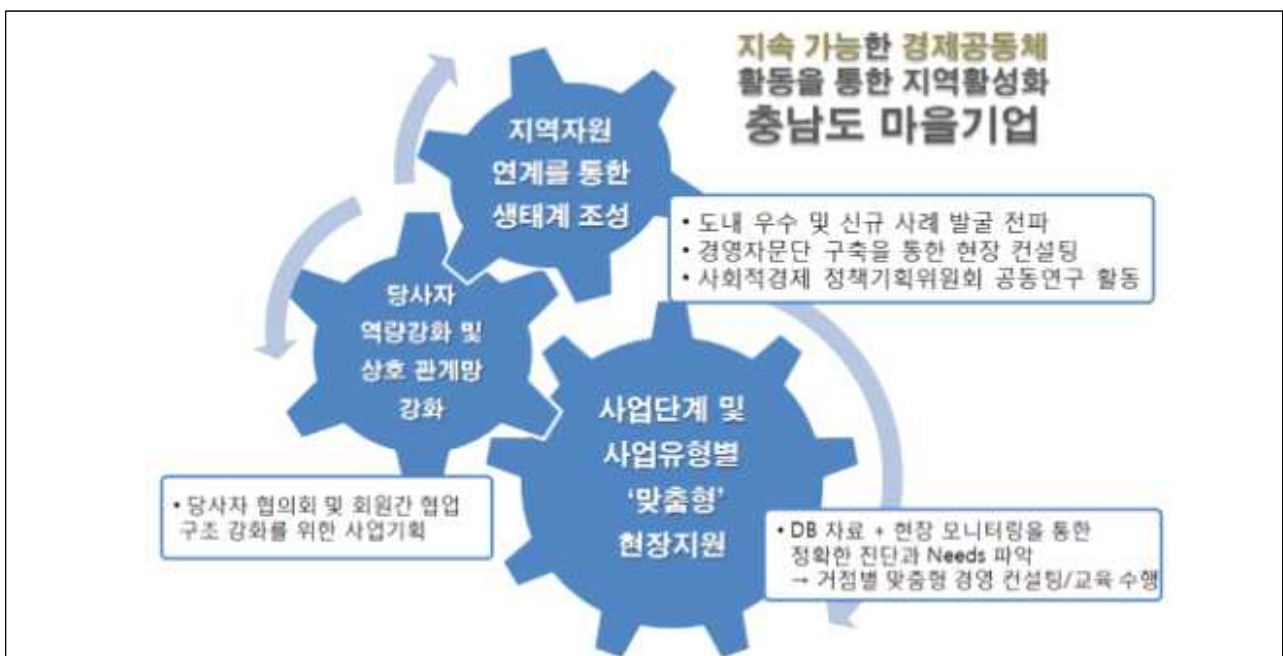 지속 가능한 경제공동체
활동을 통한 지역활성화
충남도 마을기업
지역자원
연계를 통한
생태계 조성
• 도내 우수 및 신규 사례 발굴 전파
• 경영자문단 구축을 통한 현장 컨설팅
• 사회적경제 정책기획위원회 공동연구 활동
당사자
역량강화 및
상호 관계망
강화
• 당사자 협의회 및 회원간 협업
구조 강화를 위한 사업기획
사업단계 및
사업유형별
‘맞춤형’
현장지원
• DB 자료 + 현장 모니터링을 통한
정확한 진단과 Needs 파악
→ 거점별 맞춤형 경영 컨설팅/교육 수행